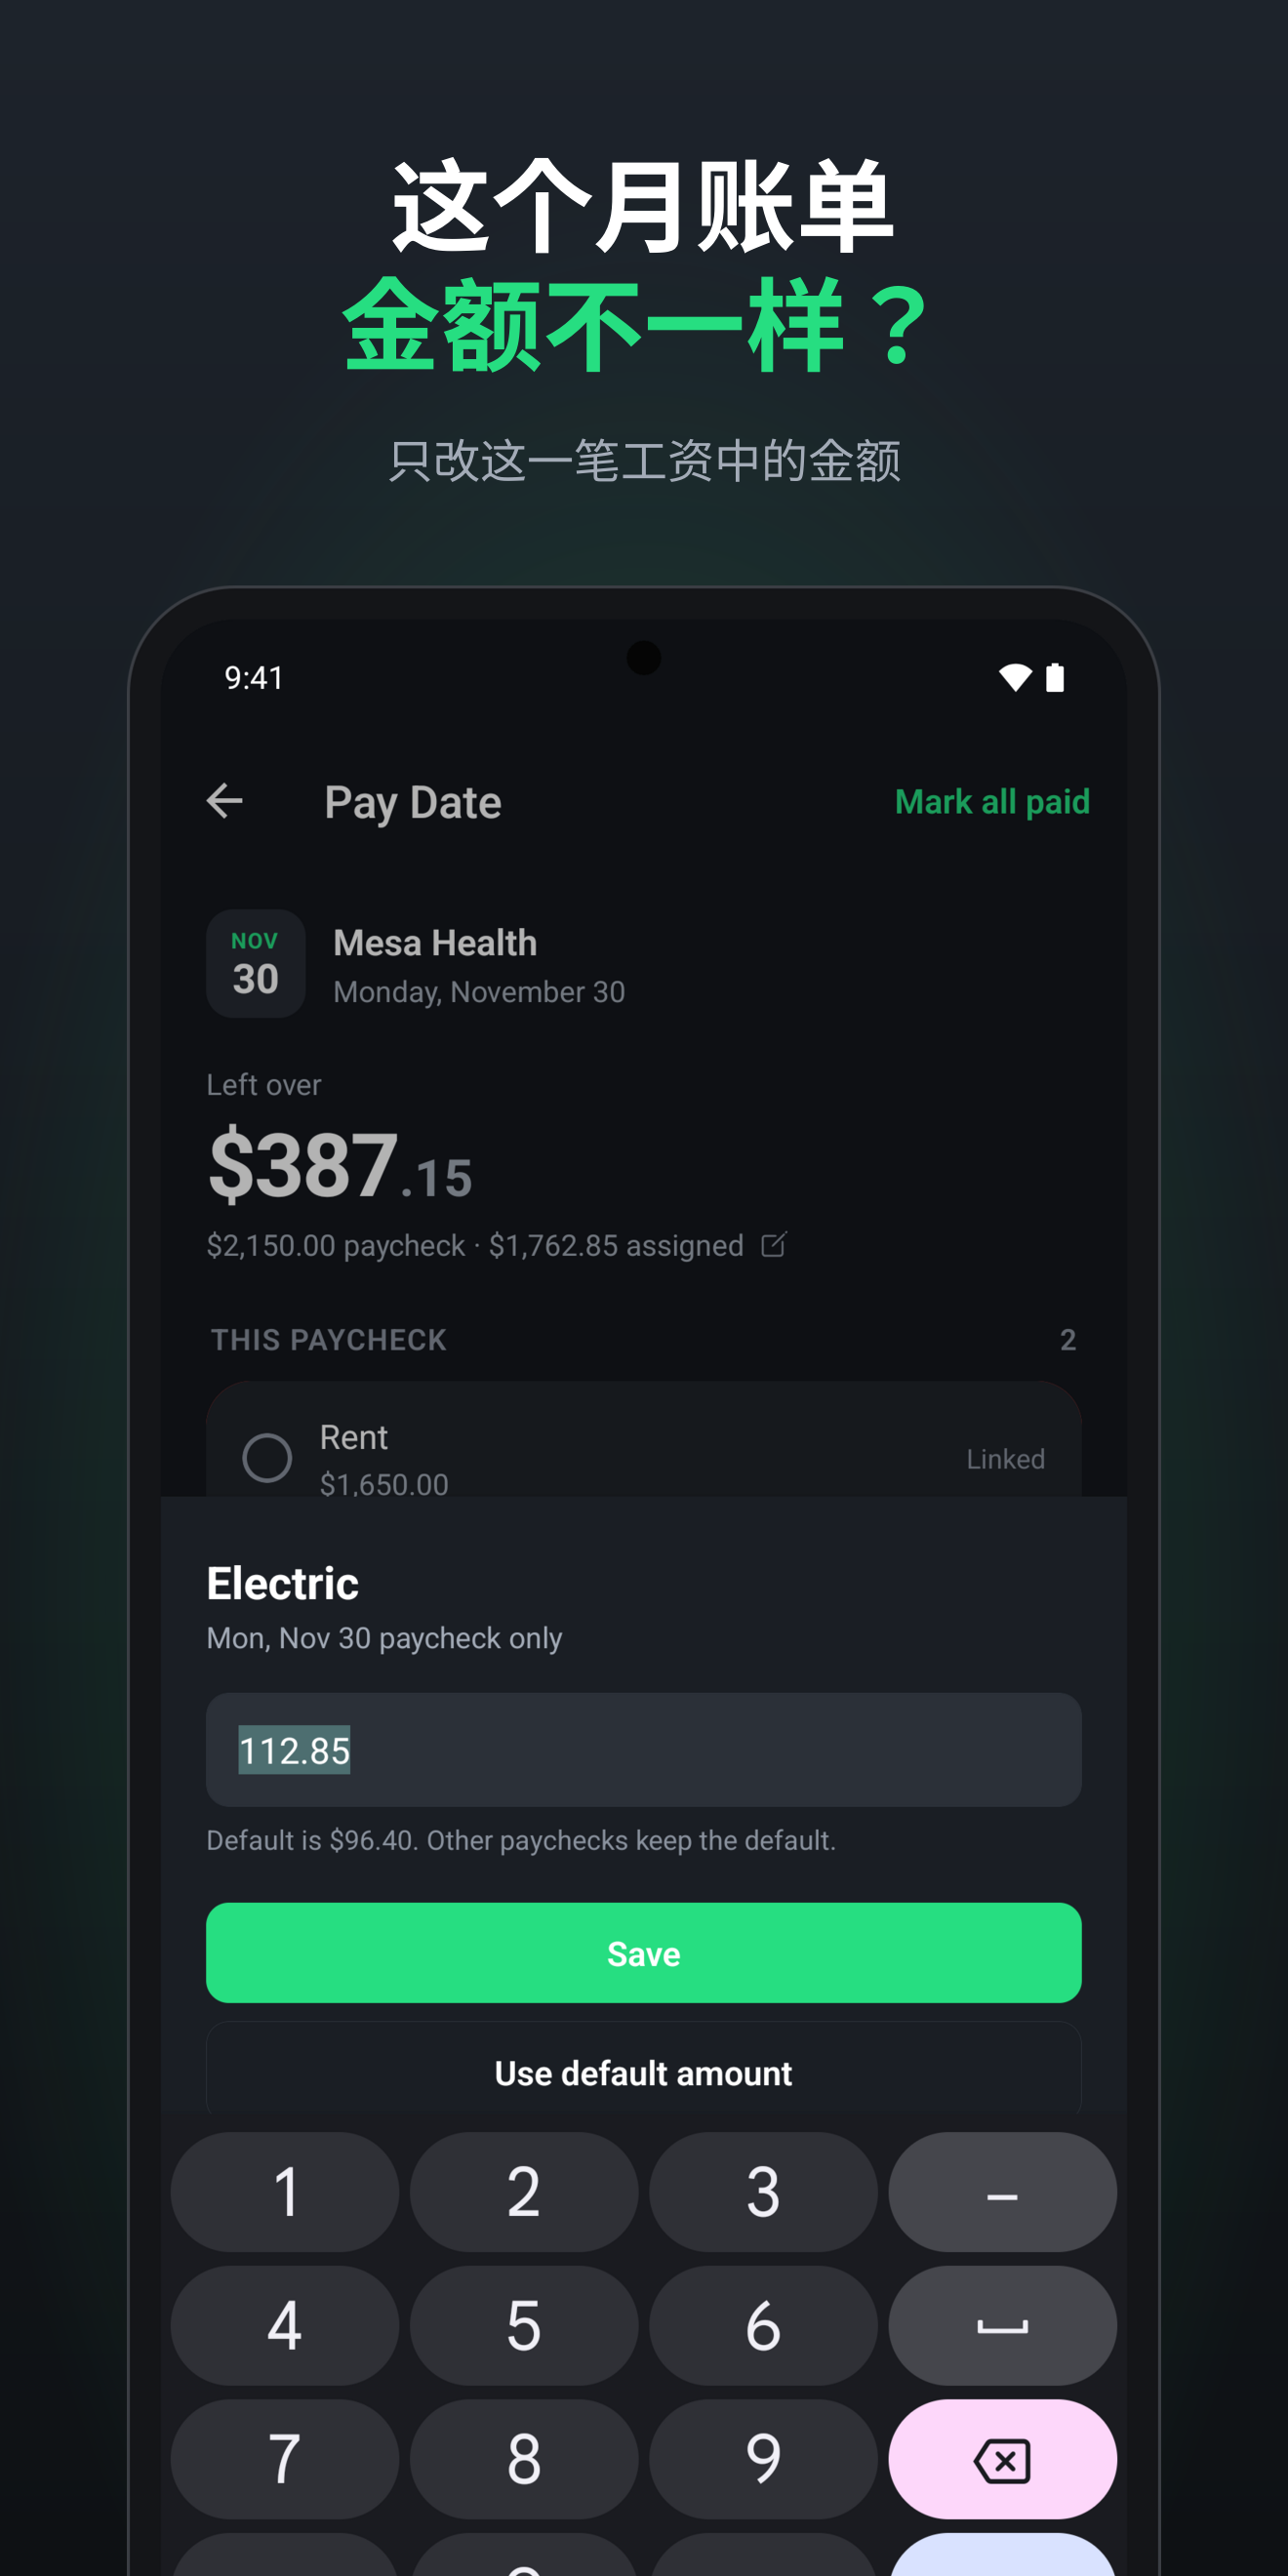 这个月账单
金额不一样？
只改这一笔工资中的金额
9:41
Pay Date
Mark all paid
NOV
30
Mesa Health
Monday, November 30
Left over
$387.15
$2,150.00 paycheck · $1,762.85 assigned
THIS PAYCHECK
2
Rent
Linked
$1,650.00
Electric
Mon, Nov 30 paycheck only
112.85
Default is $96.40. Other paychecks keep the default.
Save
Use default amount
1 2 3 –
4 5 6
7 8 9